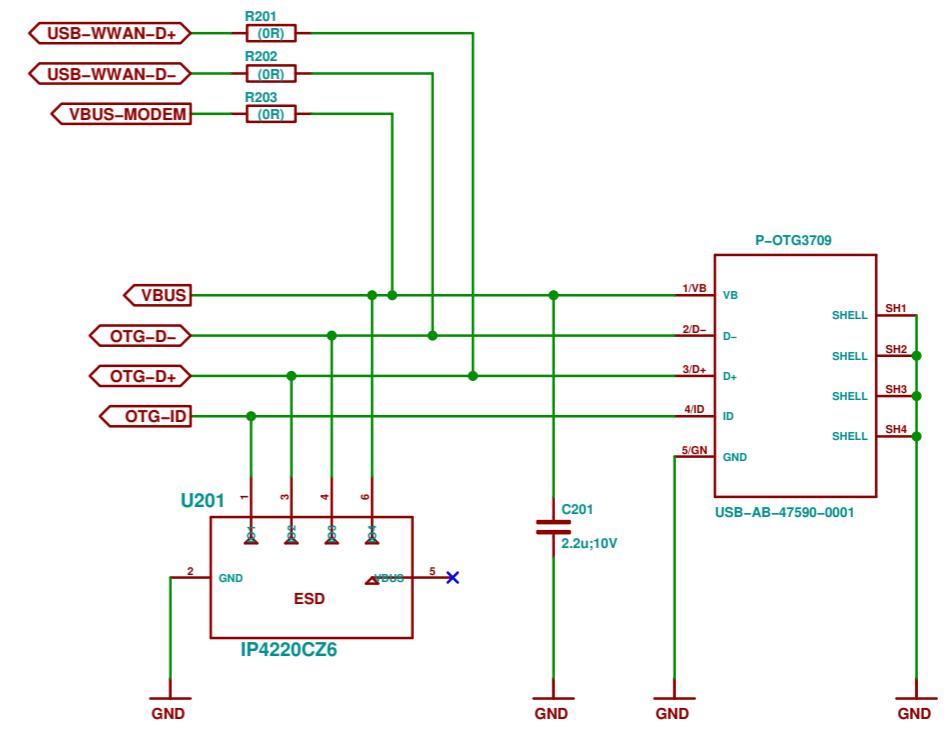 R201
USB-WWAN-D+
(0R)
R202
USB-WWAN-D-
(0R)
R203
VBUS-MODEM
(0R)
P-OTG3709
VBUS
1/VB
VB
SHELL
SH1
OTG-D-
2/D-
D-
SHELL
SH2
OTG-D+
3/D+
D+
SHELL
SH3
OTG-ID
4/ID
ID
SHELL
SH4
5/GN
GND
U201
1
3
4
6
C201
2.2u;10V
USB-AB-47590-0001
2
GND
VBUS
5
ESD
IP4220CZ6
GND
GND
GND
GND